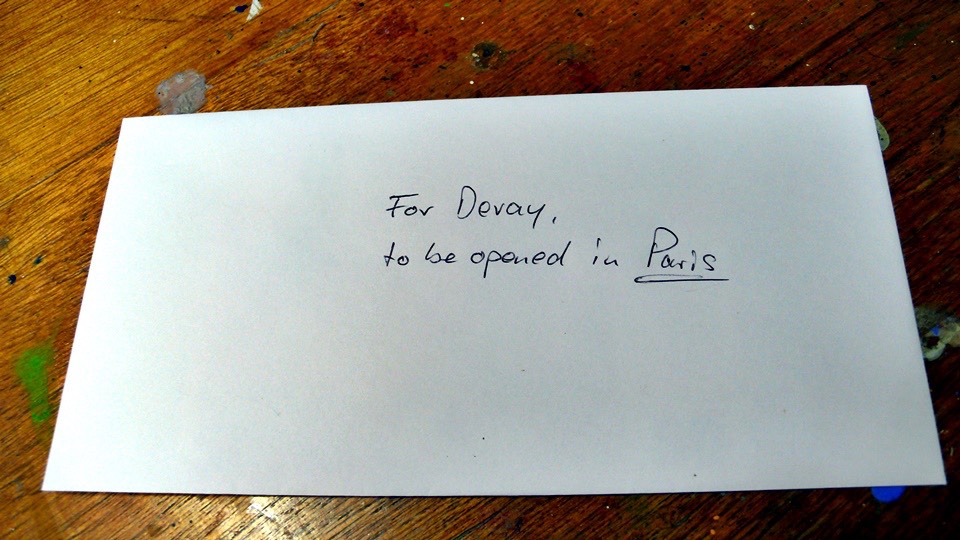 For Devay,
to be opened in Paris